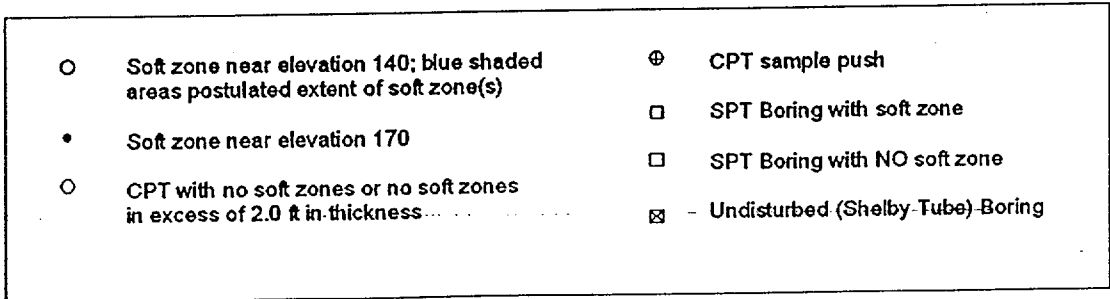 Soft zone near elevation 140; blue shaded
areas postulated extent of soft zone(s)
Soft zone near elevation 170
CPT with no soft zones or no soft zones
in excess of 2.0 ft in thickness
CPT sample push
SPT Boring with soft zone
SPT Boring with NO soft zone
Undisturbed (Shelby Tube) Boring